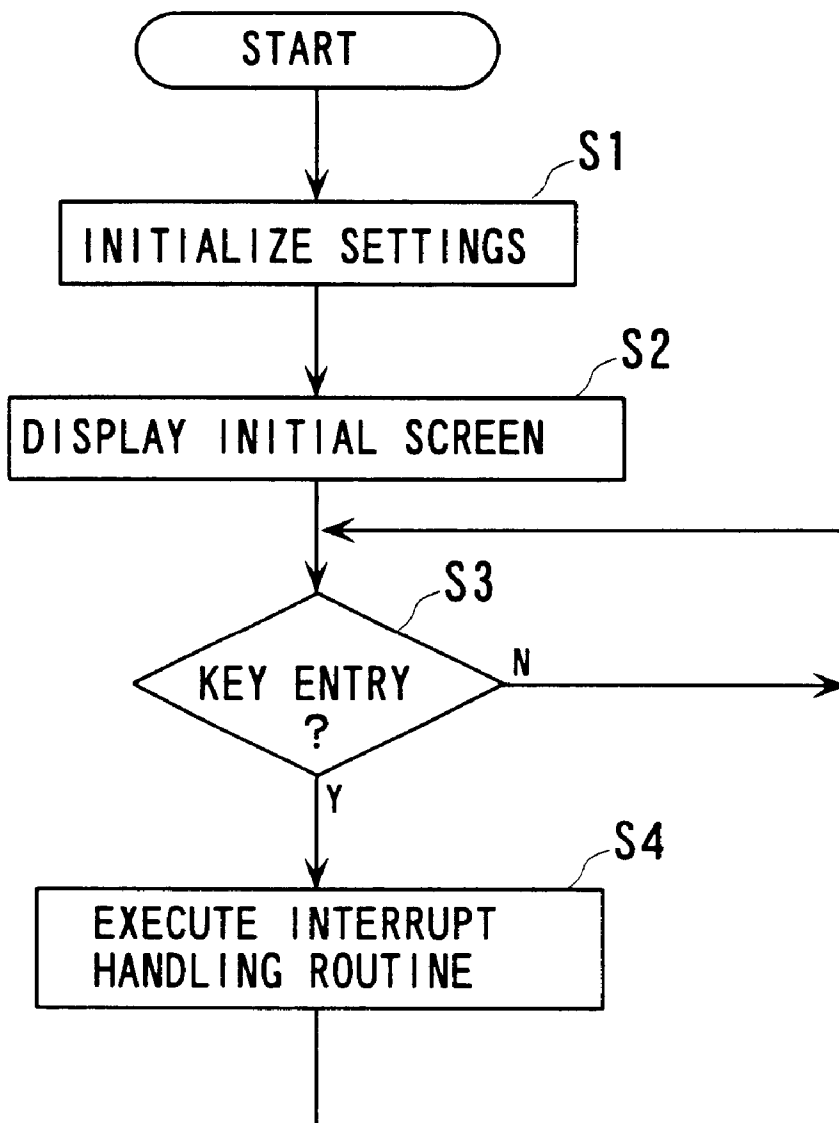 START
S1
INITIALIZE SETTINGS
S2
DISPLAY INITIAL SCREEN
S3
KEY ENTRY
?
N
Y
S4
EXECUTE INTERRUPT
HANDLING ROUTINE